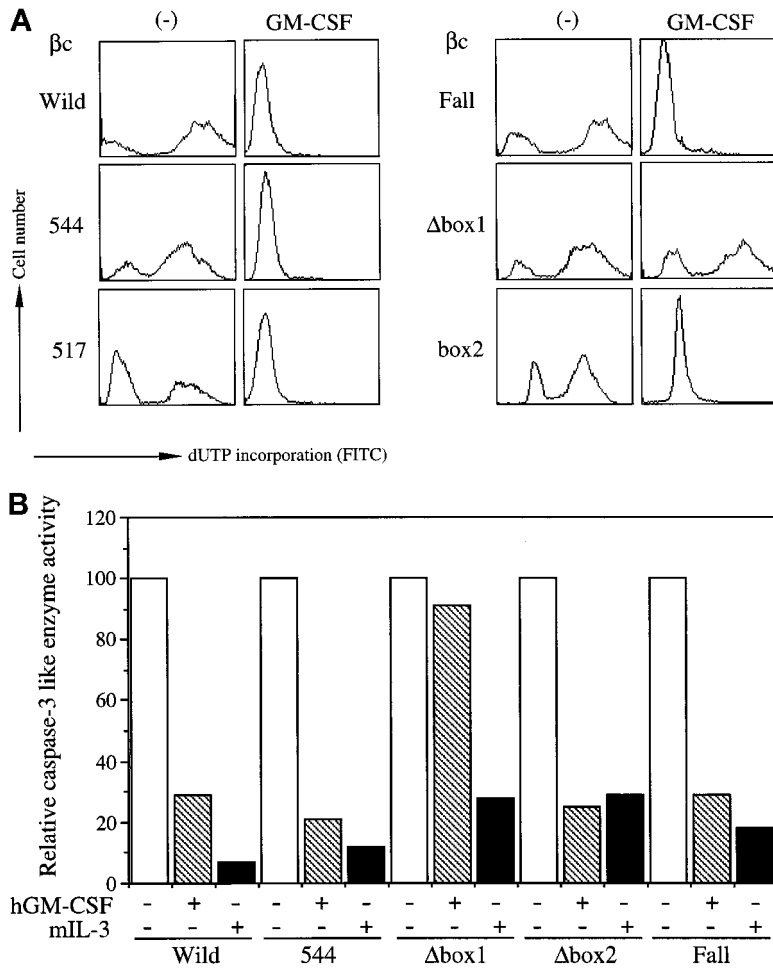 A
βc
(-)
GM-CSF
Wild
544
517
βc
(-)
GM-CSF
Fall
Δbox1
box2
Cell number
dUTP incorporation (FITC)
B
Relative caspase-3 like enzyme activity
120
100
80
60
40
20
0
hGM-CSF - + - - + - - + - - + - - + -
mIL-3 - - + - - + - - + - - + - - +
Wild 544 Δbox1 Δbox2 Fall